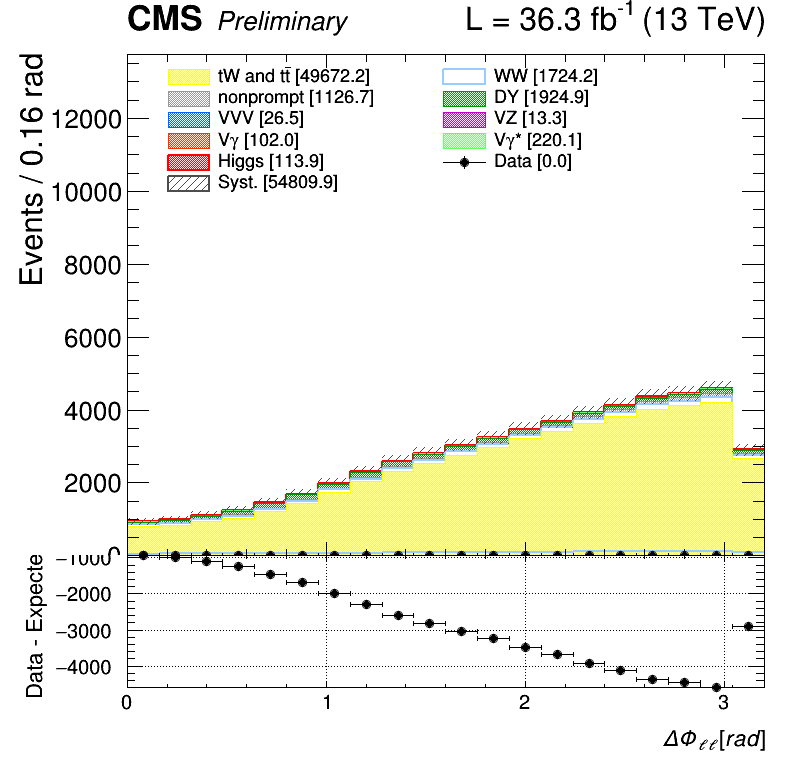 CMS Preliminary L = 36.3 fb⁻¹ (13 TeV)
Events / 0.16 rad
12000
10000
8000
6000
4000
2000
0
tW and tt̄ [49672.2]
nonprompt [1126.7]
VVV [26.5]
Vγ [102.0]
Higgs [113.9]
Syst. [54809.9]
WW [1724.2]
DY [1924.9]
VZ [13.3]
Vγ* [220.1]
Data [0.0]
Data - Expecte
−1000
−2000
−3000
−4000
0 1 2 3
ΔΦℓℓ[rad]